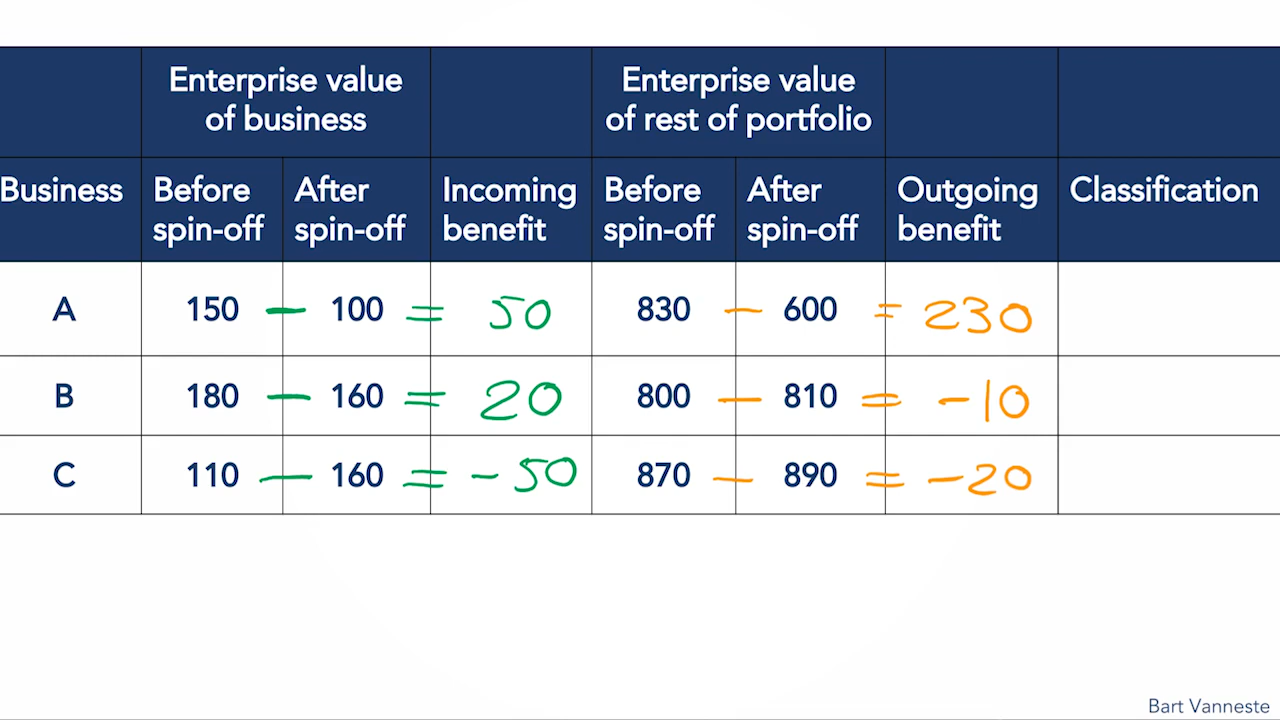 Enterprise value of business
Enterprise value of rest of portfolio
Business Before spin-off After spin-off Incoming benefit Before spin-off After spin-off Outgoing benefit Classification
A 150 − 100 = 50 830 − 600 = 230
B 180 − 160 = 20 800 − 810 = −10
C 110 − 160 = −50 870 − 890 = −20
Bart Vanneste